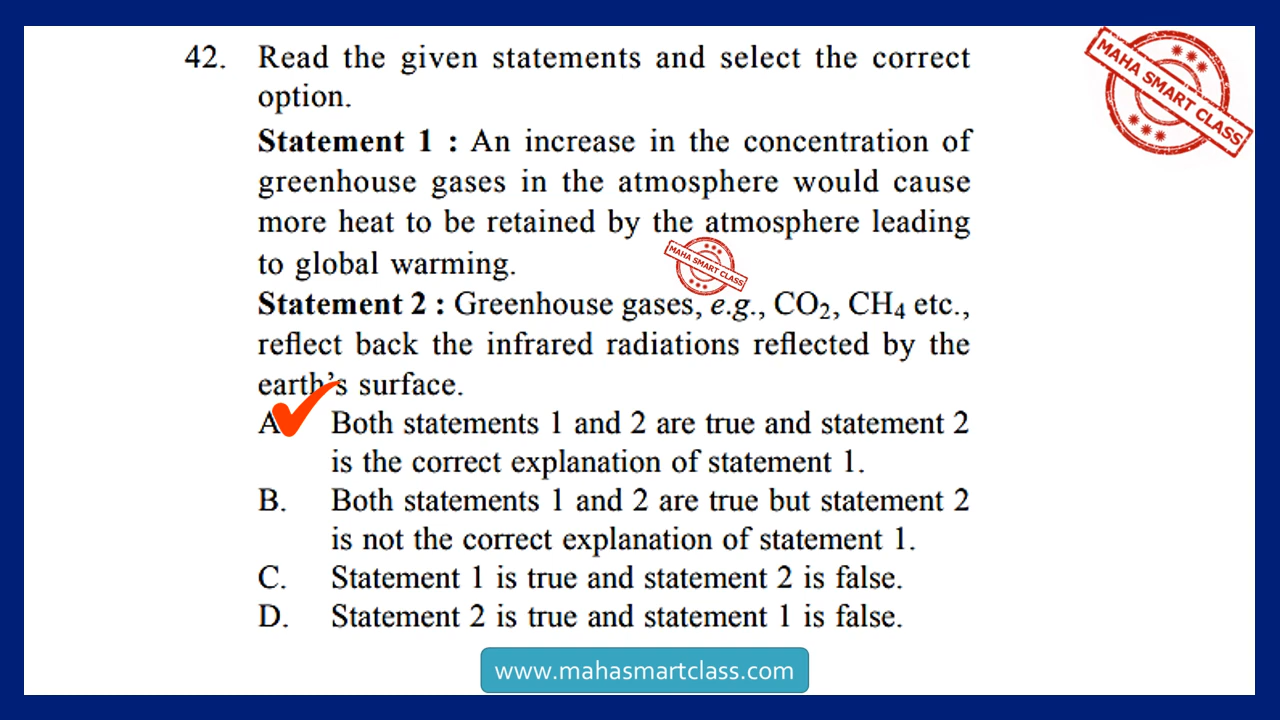 42. Read the given statements and select the correct
option.
Statement 1 : An increase in the concentration of
greenhouse gases in the atmosphere would cause
more heat to be retained by the atmosphere leading
to global warming.
Statement 2 : Greenhouse gases, e.g., CO₂, CH₄ etc.,
reflect back the infrared radiations reflected by the
earth's surface.
A Both statements 1 and 2 are true and statement 2
is the correct explanation of statement 1.
B. Both statements 1 and 2 are true but statement 2
is not the correct explanation of statement 1.
C. Statement 1 is true and statement 2 is false.
D. Statement 2 is true and statement 1 is false.
www.mahasmartclass.com
MAHA SMART CLASS
MAHA SMART CLASS